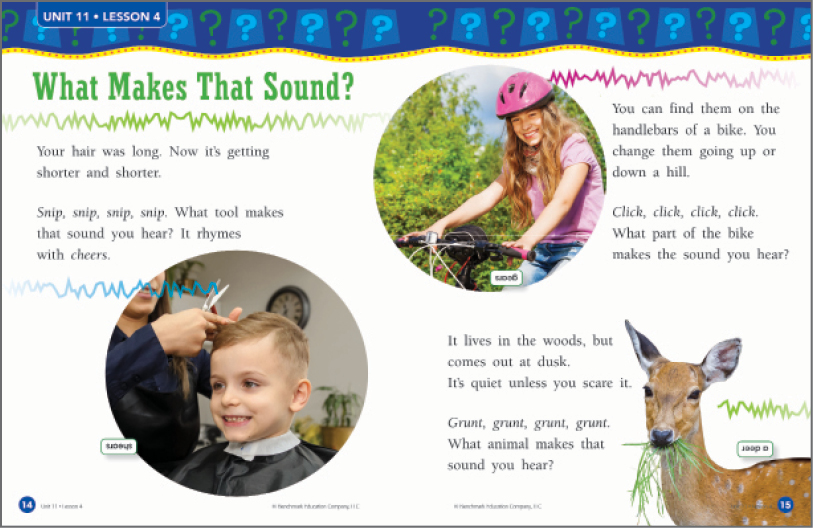 UNIT 11 • LESSON 4
What Makes That Sound?
Your hair was long. Now it's getting
shorter and shorter.
Snip, snip, snip, snip. What tool makes
that sound you hear? It rhymes
with cheers.
shears
14
Unit 11 • Lesson 4
© Benchmark Education Company, LLC
You can find them on the
handlebars of a bike. You
change them going up or
down a hill.
Click, click, click, click.
What part of the bike
makes the sound you hear?
gears
It lives in the woods, but
comes out at dusk.
It's quiet unless you scare it.
Grunt, grunt, grunt, grunt.
What animal makes that
sound you hear?
a deer
© Benchmark Education Company, LLC
15